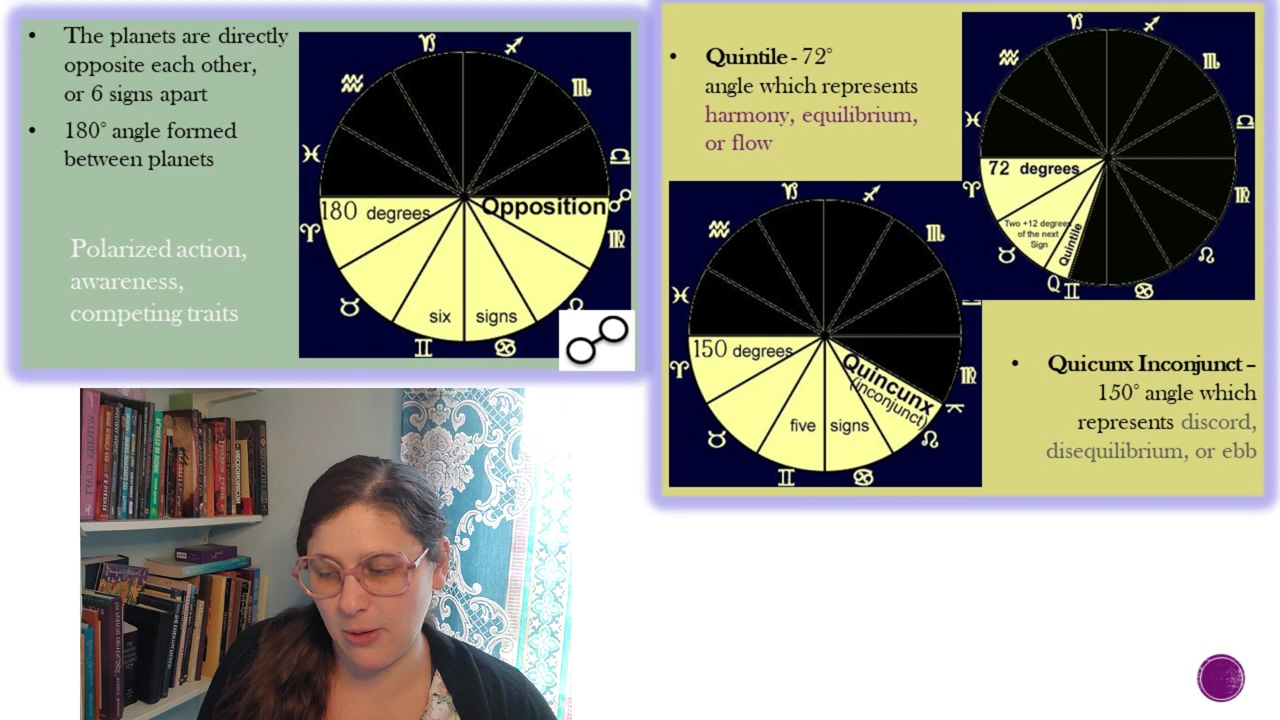 • The planets are directly
opposite each other,
or 6 signs apart
• 180° angle formed
between planets
Polarized action,
awareness,
competing traits
180 degrees
Opposition
six signs
• Quintile - 72°
angle which represents
harmony, equilibrium,
or flow
72 degrees
Two +12 degrees
of the next
Sign
Quintile
Q
150 degrees
Quincunx
(inconjunct)
five signs
• Quicunx Inconjunct –
150° angle which
represents discord,
disequilibrium, or ebb
WITCHES CRAFT
NECRONOMICON